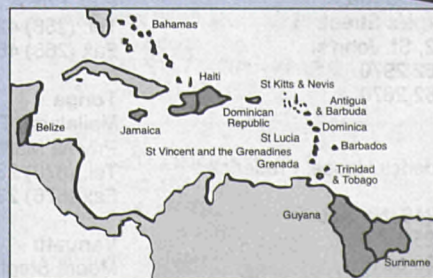 Bahamas
Haiti
St Kitts & Nevis
Antigua
& Barbuda
Belize
Jamaica
Dominican
Republic
Dominica
St Lucia
St Vincent and the Grenadines
Barbados
Grenada
Trinidad
& Tobago
Guyana
Suriname